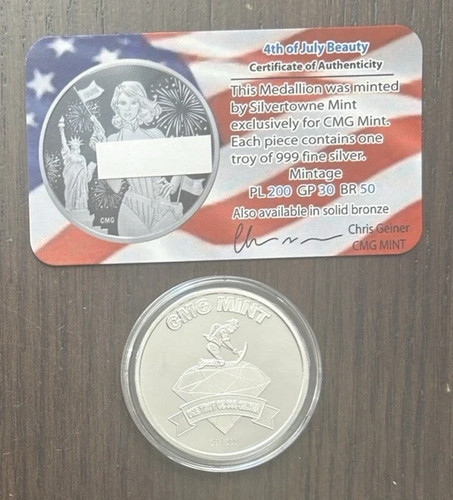 4th of July Beauty
Certificate of Authenticity
This Medallion was minted
by Silvertowne Mint
exclusively for CMG Mint.
Each piece contains one
troy of 999 fine silver.
Mintage
PL 200 GP 30 BR 50
Also available in solid bronze
Chris Geiner
CMG MINT
CMG
CMG MINT